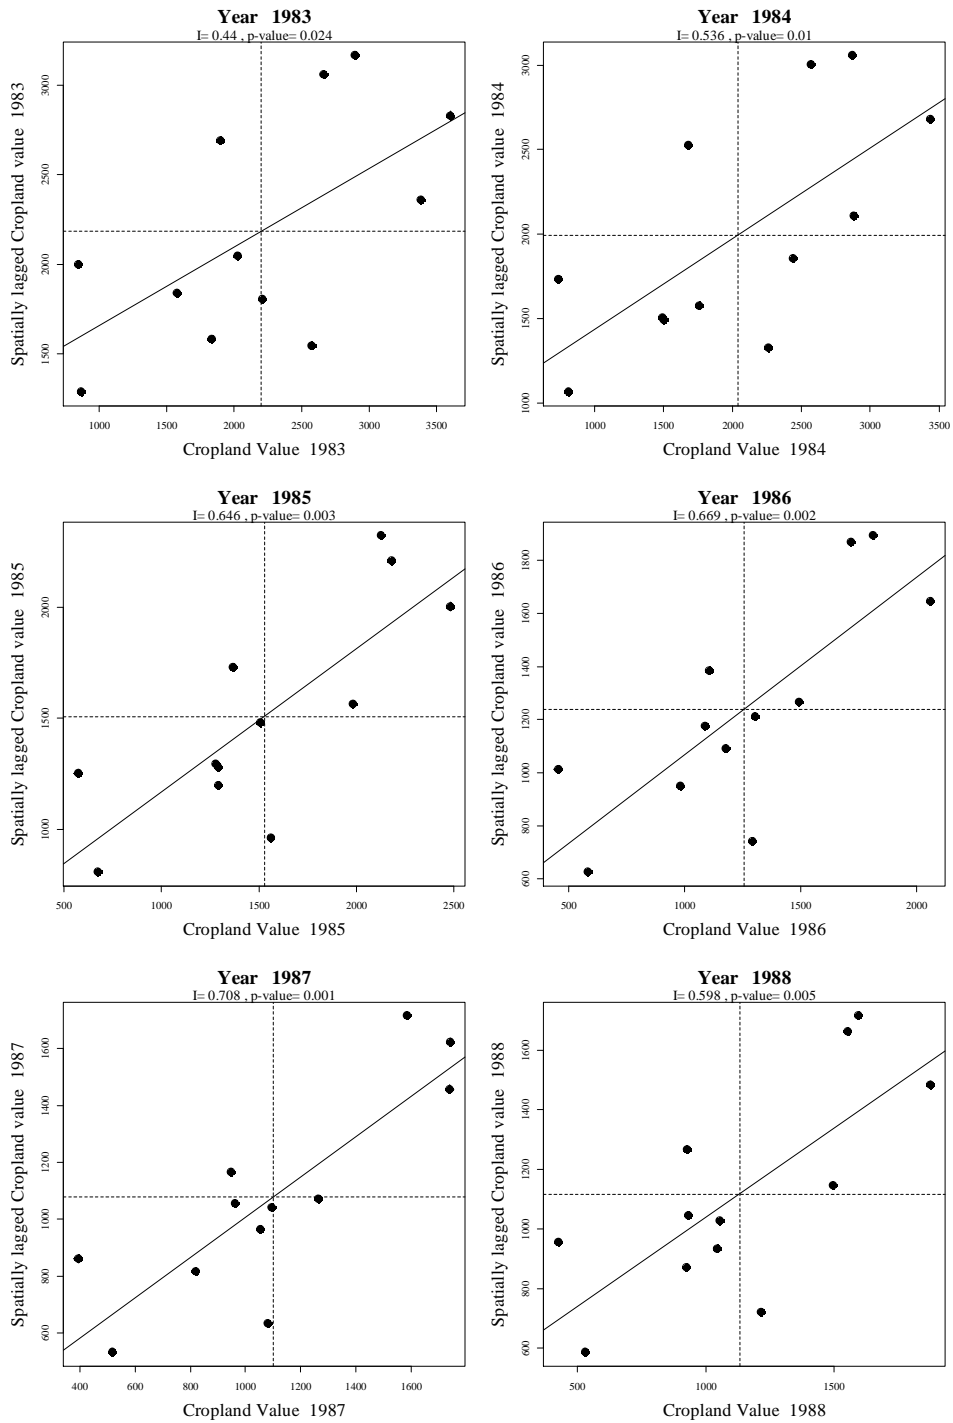 Year 1983
I= 0.44 , p-value= 0.024
Spatially lagged Cropland value 1983
1500 2000 2500 3000
1000 1500 2000 2500 3000 3500
Cropland Value 1983
Year 1984
I= 0.536 , p-value= 0.01
Spatially lagged Cropland value 1984
1000 1500 2000 2500 3000
1000 1500 2000 2500 3000 3500
Cropland Value 1984
Year 1985
I= 0.646 , p-value= 0.003
Spatially lagged Cropland value 1985
1000 1500 2000
500 1000 1500 2000 2500
Cropland Value 1985
Year 1986
I= 0.669 , p-value= 0.002
Spatially lagged Cropland value 1986
600 800 1000 1200 1400 1600 1800
500 1000 1500 2000
Cropland Value 1986
Year 1987
I= 0.708 , p-value= 0.001
Spatially lagged Cropland value 1987
600 800 1000 1200 1400 1600
400 600 800 1000 1200 1400 1600
Cropland Value 1987
Year 1988
I= 0.598 , p-value= 0.005
Spatially lagged Cropland value 1988
600 800 1000 1200 1400 1600
500 1000 1500
Cropland Value 1988